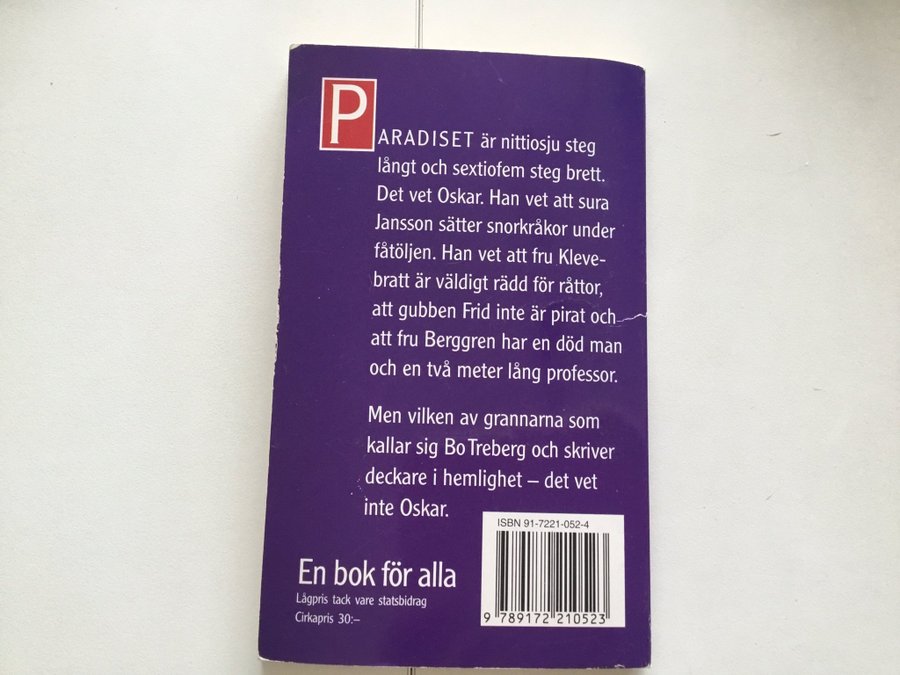 PARADISET är nittiosju steg
långt och sextiofem steg brett.
Det vet Oskar. Han vet att sura
Jansson sätter snorkråkor under
fåtöljen. Han vet att fru Kleve-
bratt är väldigt rädd för råttor,
att gubben Frid inte är pirat och
att fru Berggren har en död man
och en två meter lång professor.
Men vilken av grannarna som
kallar sig Bo Treberg och skriver
deckare i hemlighet – det vet
inte Oskar.
ISBN 91-7221-052-4
9 789172 210523
En bok för alla
Lågpris tack vare statsbidrag
Cirkapris 30:–